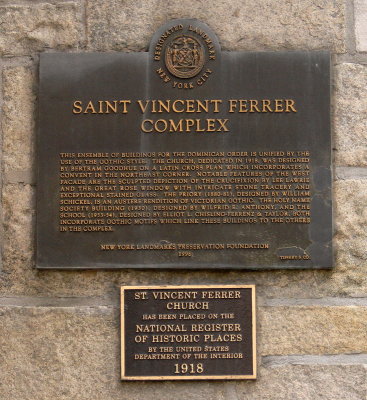 DESIGNATED LANDMARK
NEW YORK CITY
SAINT VINCENT FERRER
COMPLEX
THIS ENSEMBLE OF BUILDINGS FOR THE DOMINICAN ORDER IS UNIFIED BY THE
USE OF THE GOTHIC STYLE. THE CHURCH, DEDICATED IN 1918, WAS DESIGNED
BY BERTRAM GOODHUE ON A LATIN CROSS PLAN WHICH INCORPORATES A
CONVENT IN THE NORTHEAST CORNER. NOTABLE FEATURES OF THE WEST
FACADE ARE THE SCULPTED DEPICTION OF THE CRUCIFIXION BY LEE LAWRIE
AND THE GREAT ROSE WINDOW WITH INTRICATE STONE TRACERY AND
EXCEPTIONAL STAINED GLASS. THE PRIORY (1880-81), DESIGNED BY WILLIAM
SCHICKEL, IS AN AUSTERE RENDITION OF VICTORIAN GOTHIC. THE HOLY NAME
SOCIETY BUILDING (1930), DESIGNED BY WILFRED E. ANTHONY, AND THE
SCHOOL (1953-54), DESIGNED BY ELIOT L. CHISLING-FERRENZ & TAYLOR, BOTH
INCORPORATE GOTHIC MOTIFS WHICH LINK THESE BUILDINGS TO THE OTHERS
IN THE COMPLEX.
NEW YORK LANDMARKS PRESERVATION FOUNDATION
1996
ST. VINCENT FERRER
CHURCH
HAS BEEN PLACED ON THE
NATIONAL REGISTER
OF HISTORIC PLACES
BY THE UNITED STATES
DEPARTMENT OF THE INTERIOR
1918